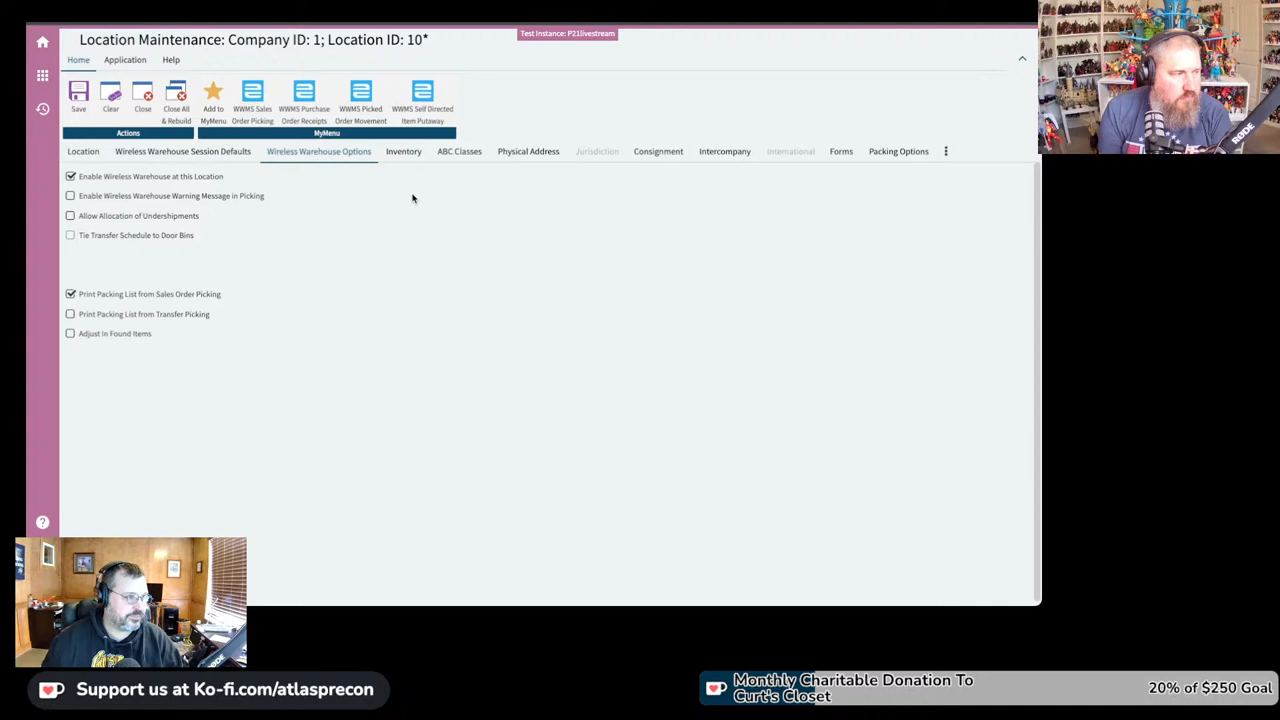 Test Instance: P21livestream
Location Maintenance: Company ID: 1; Location ID: 10*
Home Application Help
Save Clear Close Close All & Rebuild Add to MyMenu WWMS Sales Order Picking WWMS Purchase Order Receipts WWMS Picked Order Movement WWMS Self Directed Item Putaway
Actions MyMenu
Location Wireless Warehouse Session Defaults Wireless Warehouse Options Inventory ABC Classes Physical Address Jurisdiction Consignment Intercompany International Forms Packing Options
Enable Wireless Warehouse at this Location
Enable Wireless Warehouse Warning Message in Picking
Allow Allocation of Undershipments
Tie Transfer Schedule to Door Bins
Print Packing List from Sales Order Picking
Print Packing List from Transfer Picking
Adjust In Found Items
RODE
Support us at Ko-fi.com/atlasprecon
Monthly Charitable Donation To
Curt's Closet
20% of $250 Goal